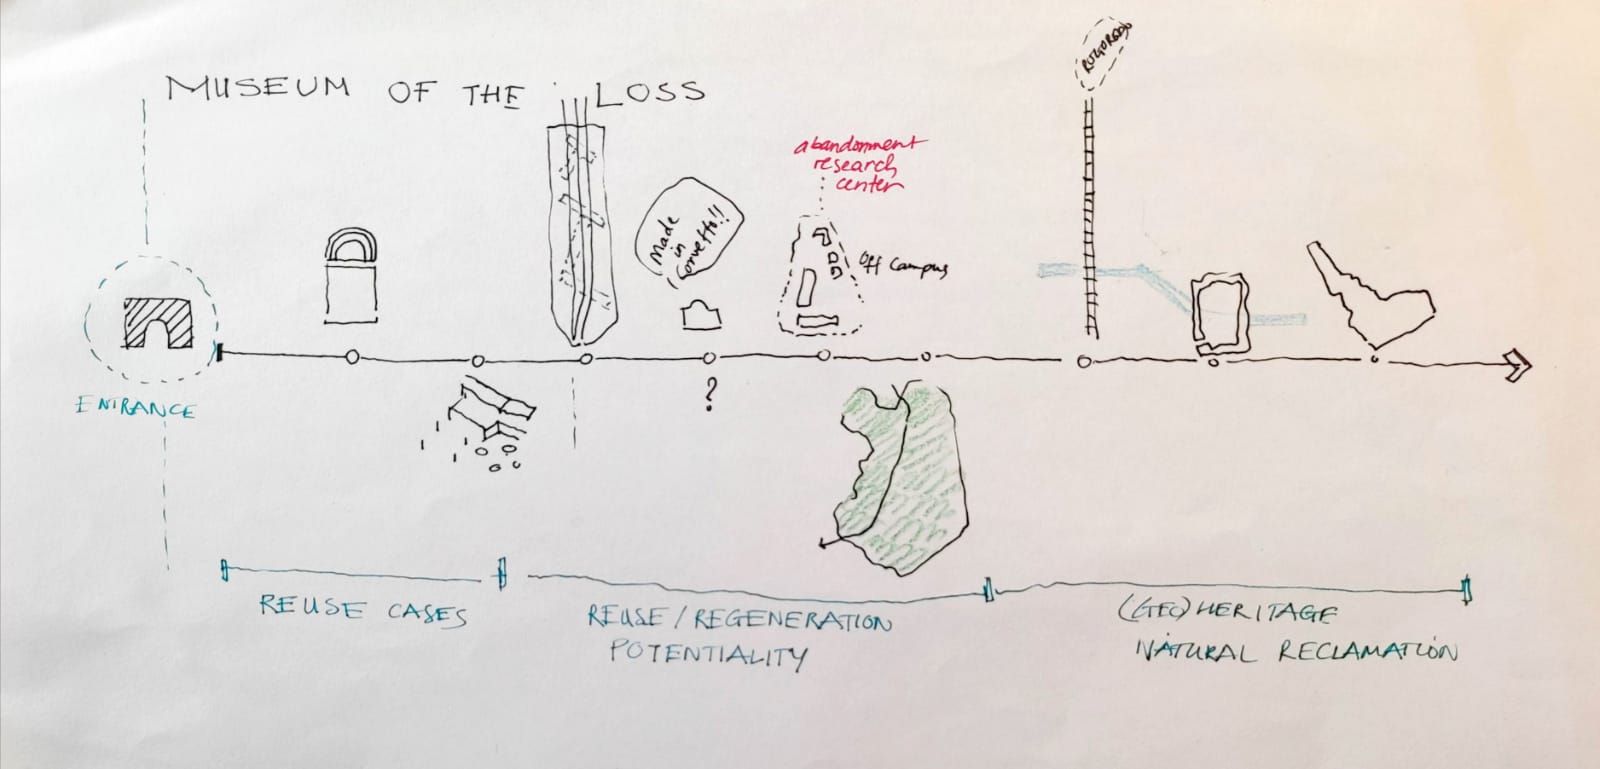 MUSEUM OF THE LOSS
abandonment
research
center
ROGOREDO
Made
in
Corvetto!!
Off Campus
ENTRANCE
?
REUSE CASES
REUSE/REGENERATION
POTENTIALITY
(GEO)HERITAGE
NATURAL RECLAMATION